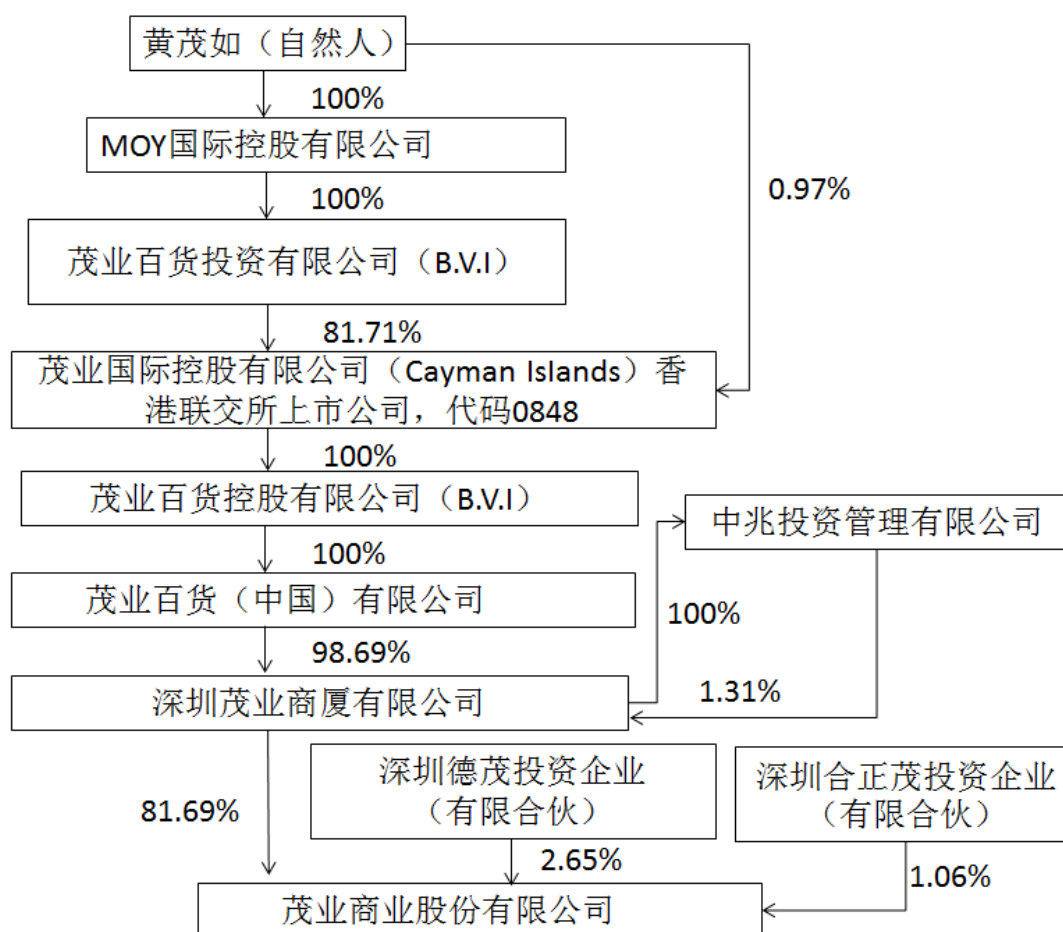 黄茂如（自然人）
100%
MOY国际控股有限公司
0.97%
100%
茂业百货投资有限公司（B.V.I）
81.71%
茂业国际控股有限公司（Cayman Islands）香
港联交所上市公司，代码0848
100%
茂业百货控股有限公司（B.V.I）
中兆投资管理有限公司
100%
茂业百货（中国）有限公司
100%
98.69%
深圳茂业商厦有限公司
1.31%
深圳德茂投资企业
（有限合伙）
深圳合正茂投资企业
（有限合伙）
81.69%
2.65%
1.06%
茂业商业股份有限公司